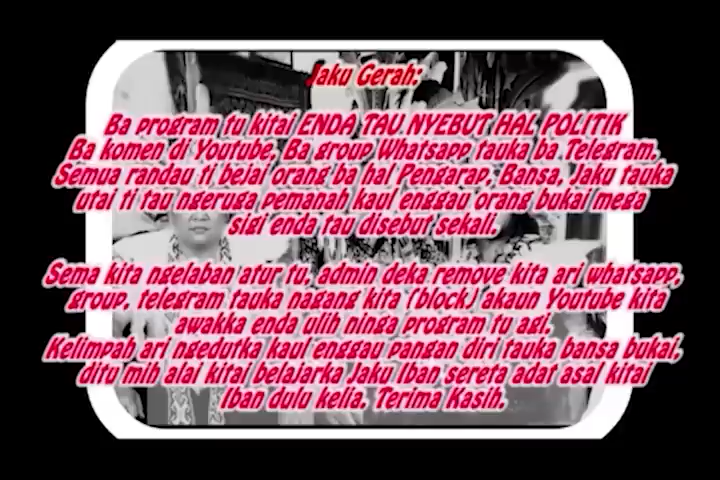 Jaku Gerah:
Ba program tu kitai ENDA TAU NYEBUT HAL POLITIK
Ba komen di Youtube, Ba group Whatsapp tauka ba Telegram.
Semua randau ti bejai orang ba hal Pengarap, Bansa, Jaku tauka
utai ti tau ngeruga pemanah kaul enggau orang bukai mega
sigi enda tau disebut sekali.
Sema kita ngelaban atur tu, admin deka remove kita ari whatsapp,
group, telegram tauka nagang kita (block) akaun Youtube kita
awakka enda ulih ninga program tu agi.
Kelimpah ari ngedutka kaul enggau pangan diri tauka bansa bukai,
ditu mih alai kitai belajarka Jaku Iban sereta adat asal kitai
Iban dulu kelia. Terima Kasih.